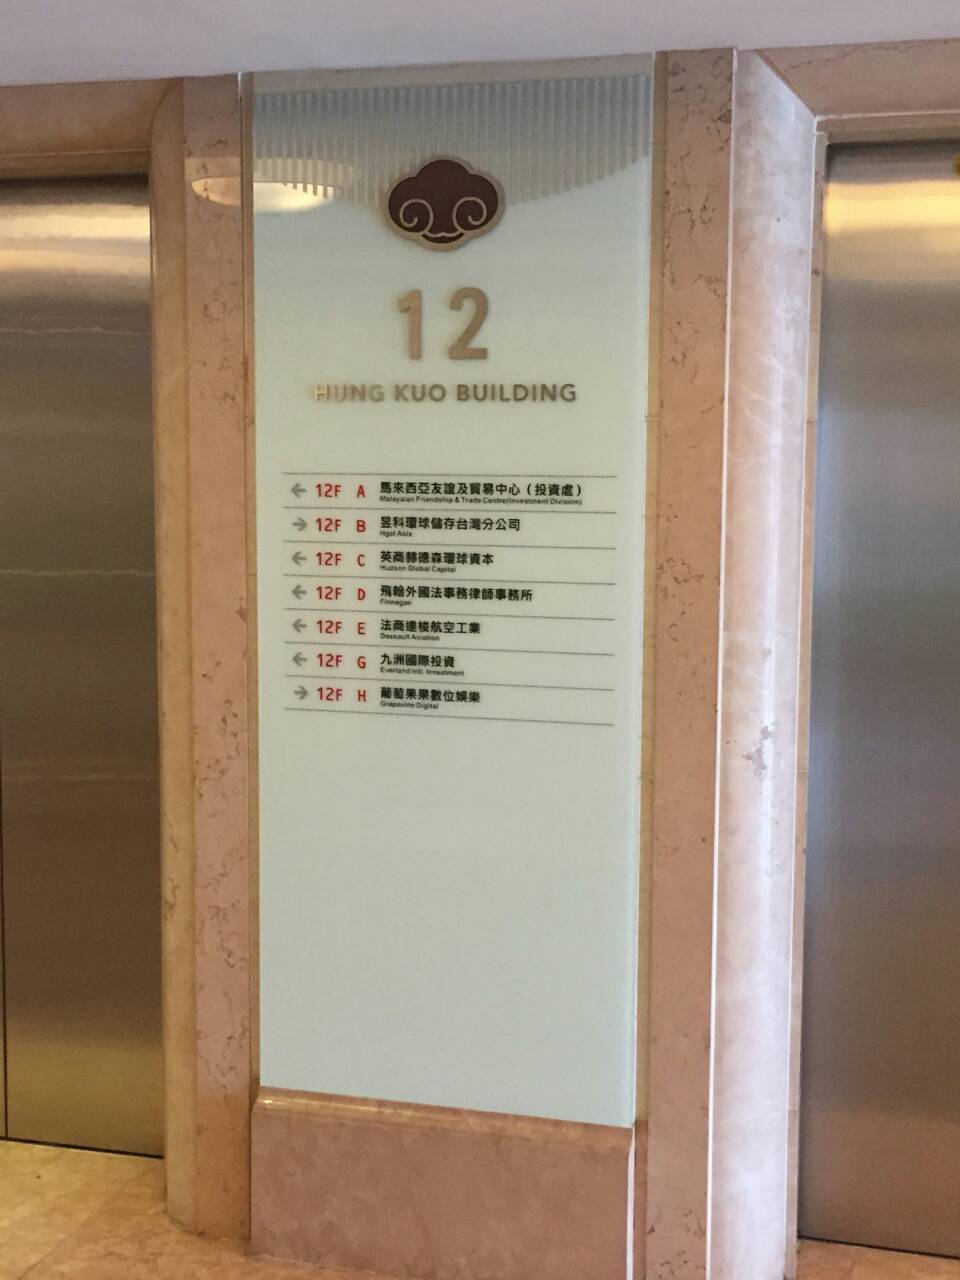 12
HUNG KUO BUILDING
← 12F A 馬來西亞友誼及貿易中心（投資處）
Malaysian Friendship & Trade Centre(Investment Division)
→ 12F B 昱科環球儲存台灣分公司
Hgst Asia
← 12F C 英商赫德森環球資本
Hudson Global Capital
← 12F D 飛翰外國法事務律師事務所
Finnegan
← 12F E 法商達梭航空工業
Dassault Aviation
← 12F G 九洲國際投資
Everland Intl. Investment
→ 12F H 葡萄果果數位娛樂
Grapevine Digital